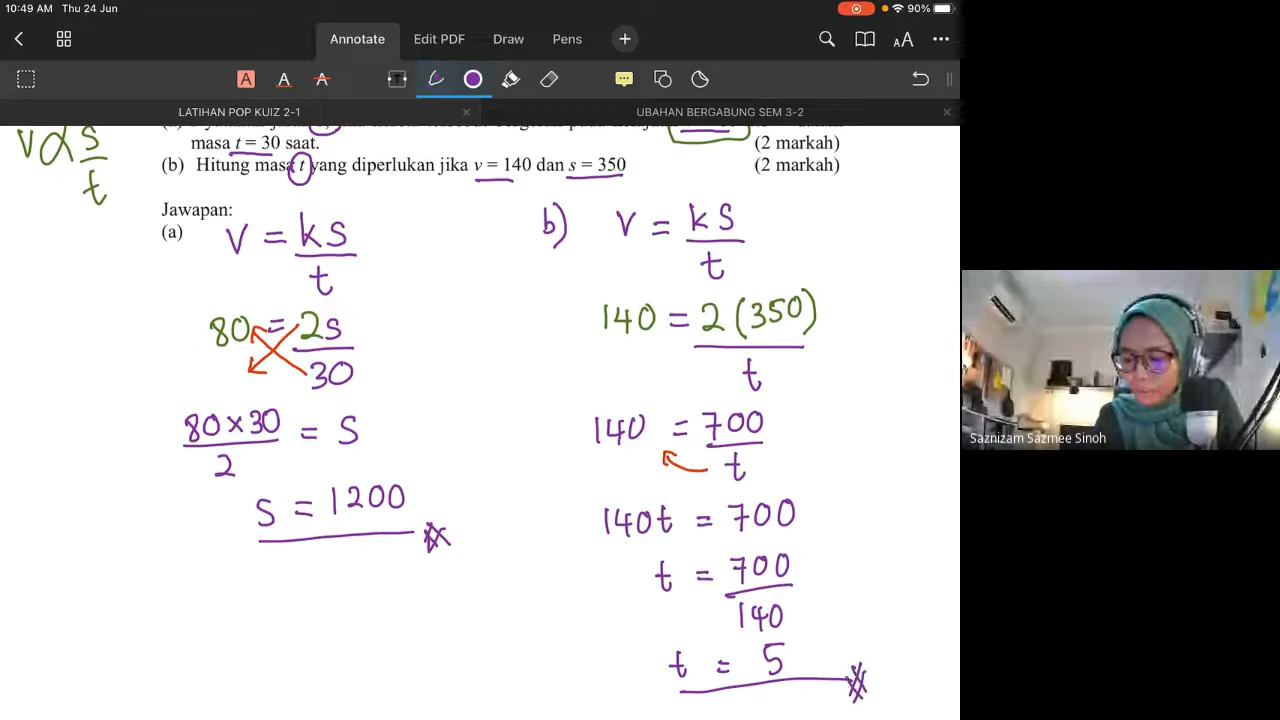 10:49 AM Thu 24 Jun
90%
Annotate Edit PDF Draw Pens
AA
A A A T
LATIHAN POP KUIZ 2-1
UBAHAN BERGABUNG SEM 3-2
v∝ s/t
masa t = 30 saat. (2 markah)
(b) Hitung masa t yang diperlukan jika v = 140 dan s = 350 (2 markah)
Jawapan:
(a)
v = ks/t
80 = 2s/30
80 × 30/2 = s
s = 1200
b) v = ks/t
140 = 2 (350)/t
140 = 700/t
140t = 700
t = 700/140
t = 5
Saznizam Sazmee Sinoh